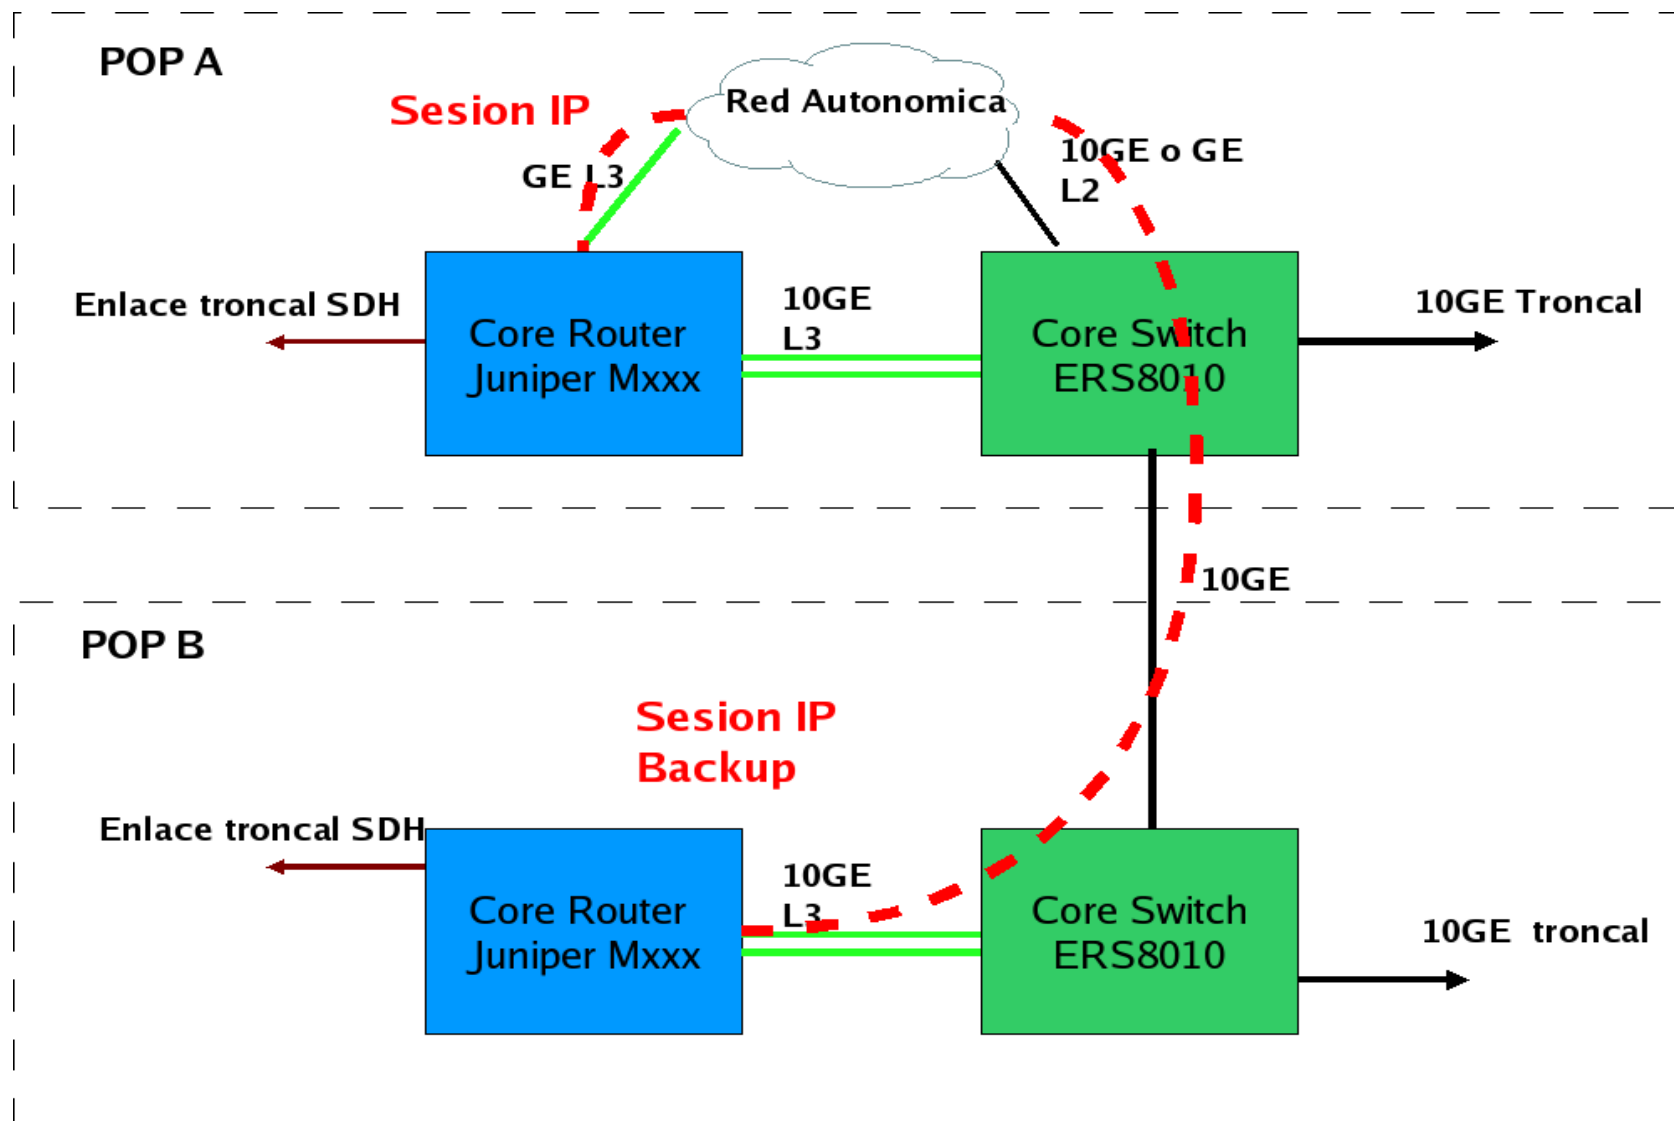 POP A
Sesion IP
Red Autonomica
GE L3
10GE o GE
L2
Enlace troncal SDH
10GE
L3
10GE Troncal
Core Router
Juniper Mxxx
Core Switch
ERS8010
10GE
POP B
Sesion IP
Backup
Enlace troncal SDH
10GE
L3
Core Router
Juniper Mxxx
Core Switch
ERS8010
10GE troncal